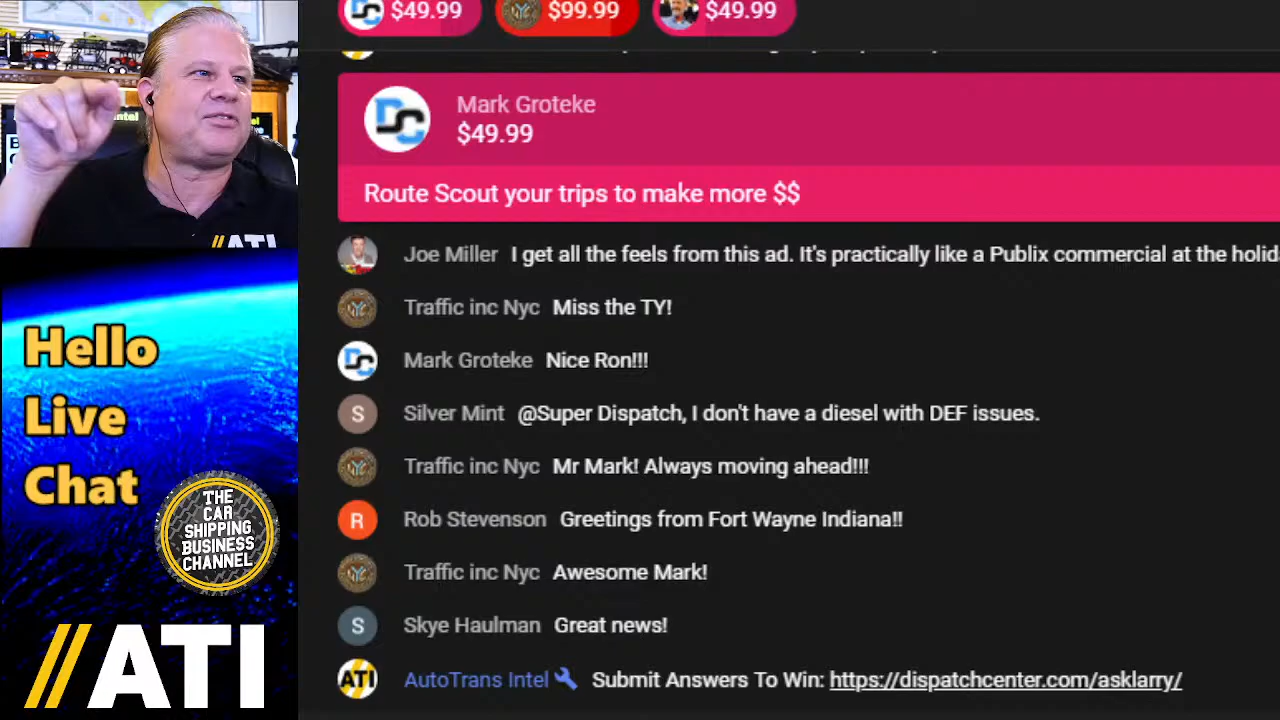 $49.99
$99.99
$49.99
Mark Groteke
$49.99
Route Scout your trips to make more $$
Joe Miller I get all the feels from this ad. It's practically like a Publix commercial at the holid
Traffic inc Nyc Miss the TY!
Mark Groteke Nice Ron!!!
S Silver Mint @Super Dispatch, I don't have a diesel with DEF issues.
Traffic inc Nyc Mr Mark! Always moving ahead!!!
R Rob Stevenson Greetings from Fort Wayne Indiana!!
Traffic inc Nyc Awesome Mark!
S Skye Haulman Great news!
ATI AutoTrans Intel Submit Answers To Win: https://dispatchcenter.com/asklarry/
//ATI
Hello
Live
Chat
THE
CAR
SHIPPING
BUSINESS
CHANNEL
//ATI